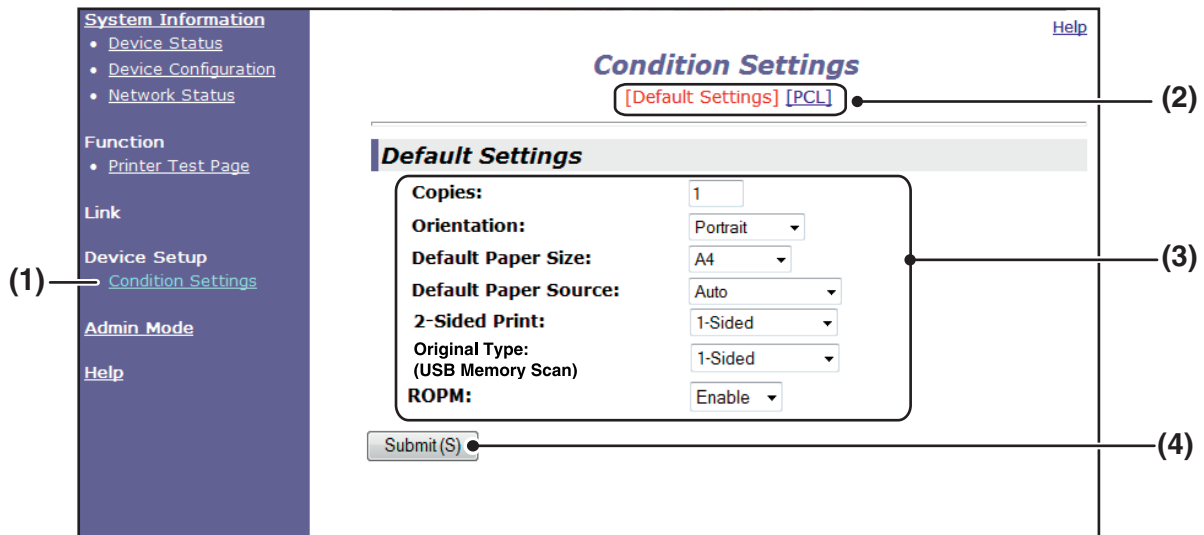 System Information
• Device Status
• Device Configuration
• Network Status
Function
• Printer Test Page
Link
Device Setup
Condition Settings
Admin Mode
Help
(1)
Help
Condition Settings
[Default Settings] [PCL]
(2)
Default Settings
Copies: 1
Orientation: Portrait
Default Paper Size: A4
Default Paper Source: Auto
2-Sided Print: 1-Sided
Original Type:
(USB Memory Scan) 1-Sided
ROPM: Enable
(3)
Submit (S)
(4)